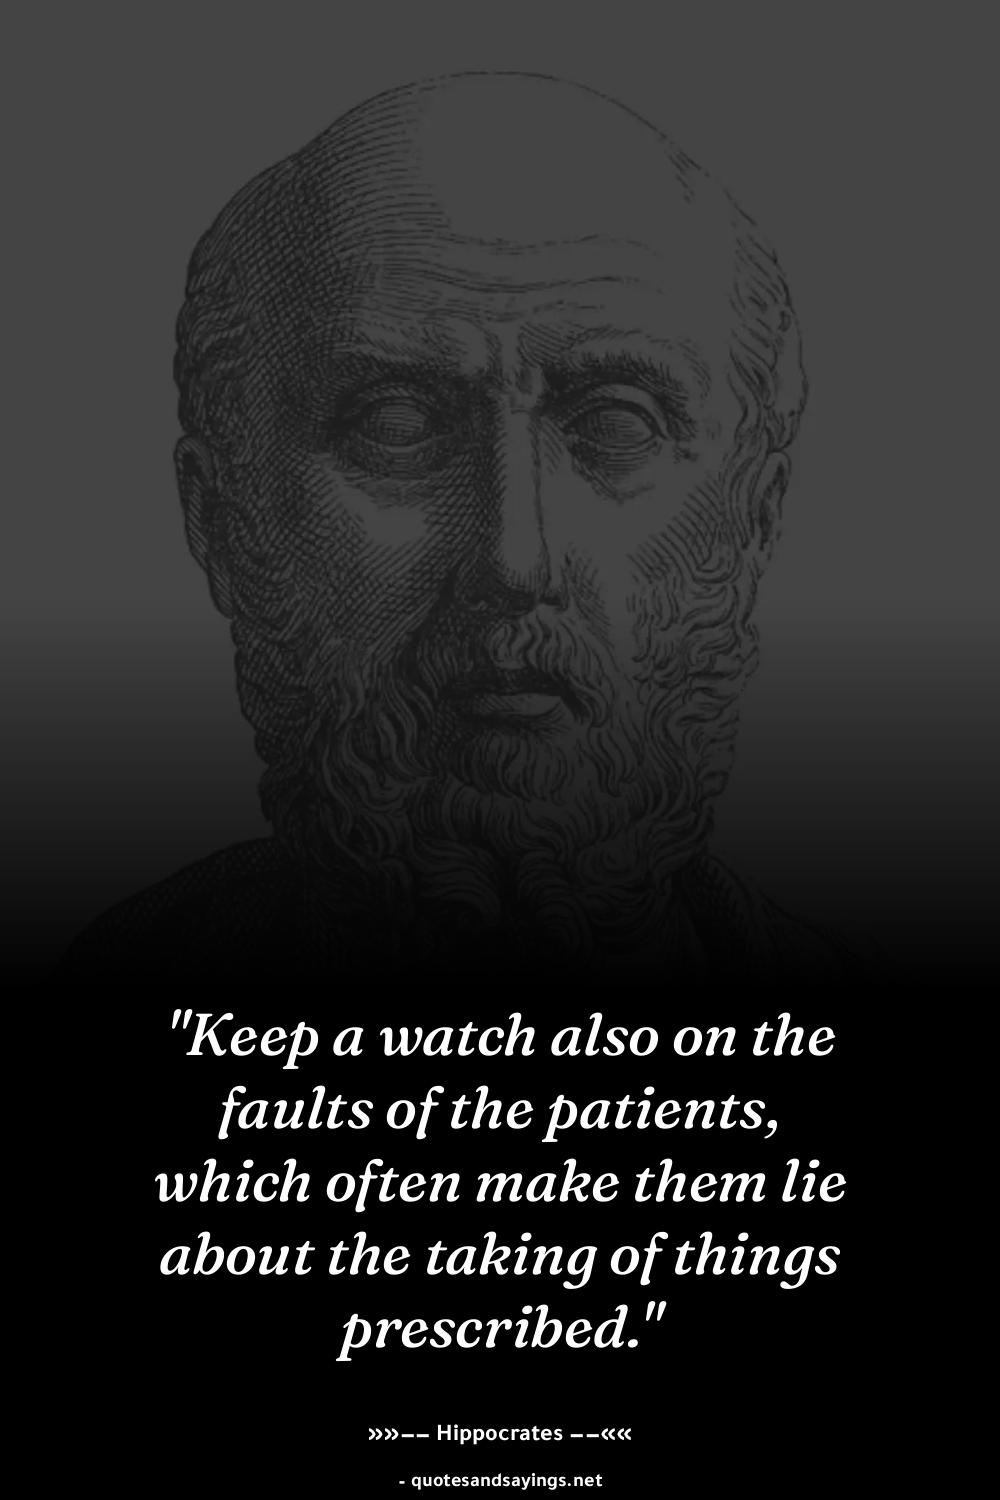 "Keep a watch also on the
faults of the patients,
which often make them lie
about the taking of things
prescribed."
»»−− Hippocrates −−««
- quotesandsayings.net